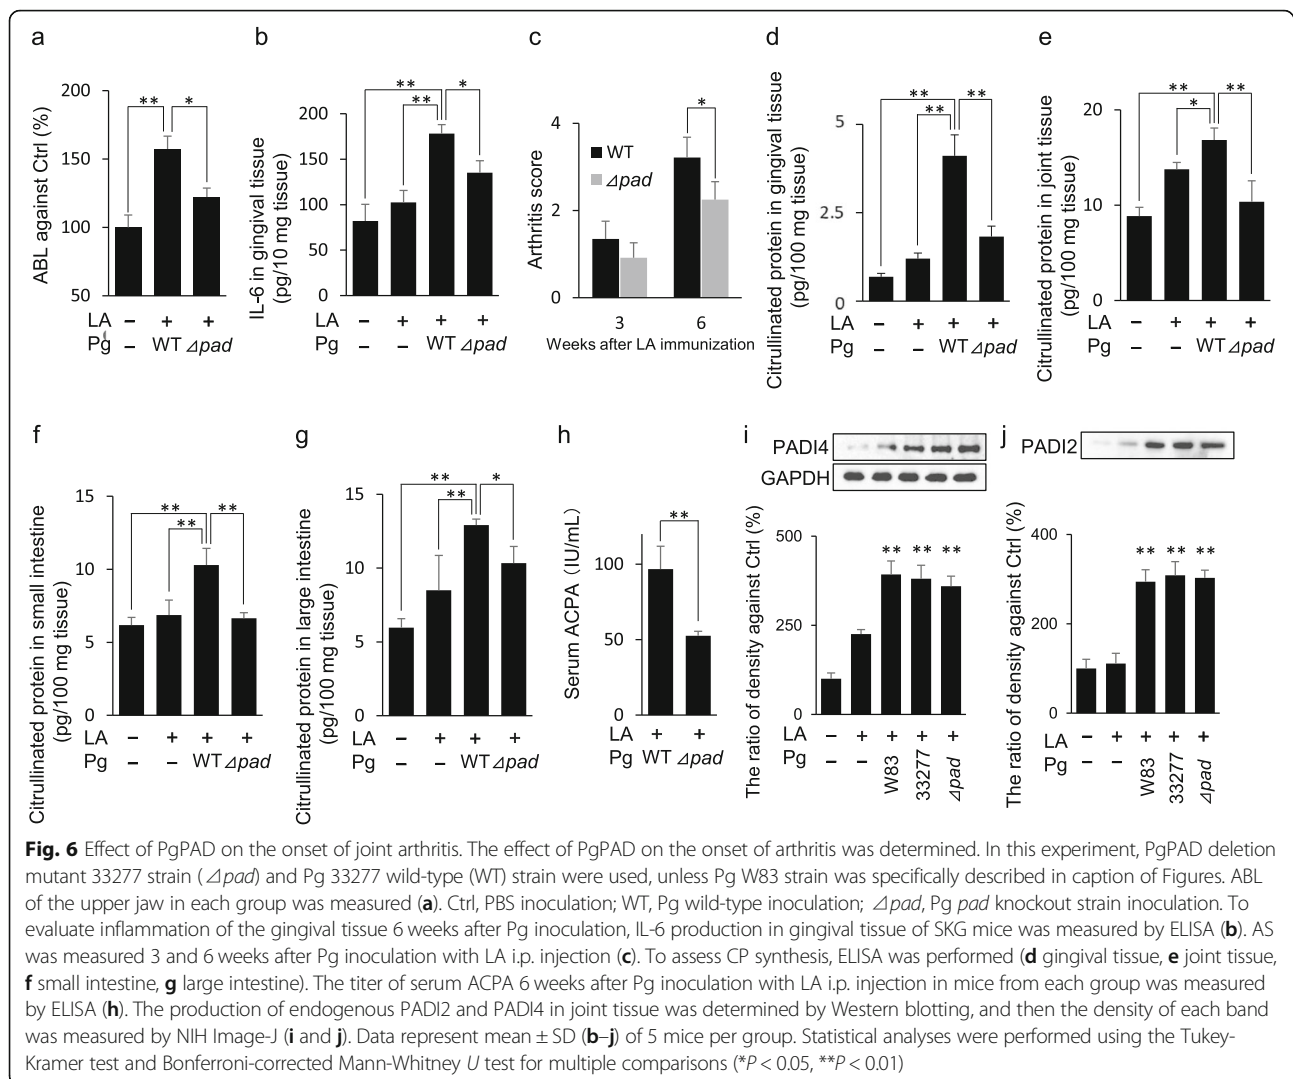 a
b
c
d
e
ABL against Ctrl (%)
200
150
100
50
**
*
LA − + +
Pg − WT Δpad
IL-6 in gingival tissue
(pg/10 mg tissue)
200
150
100
50
0
**
**
*
LA − + + +
Pg − − WT Δpad
Arthritis score
4
2
0
WT
Δpad
*
3 6
Weeks after LA immunization
Citrullinated protein in gingival tissue
(pg/100 mg tissue)
5
2.5
0
**
**
**
LA − + + +
Pg − − WT Δpad
Citrullinated protein in joint tissue
(pg/100 mg tissue)
20
10
0
**
*
**
LA − + + +
Pg − − WT Δpad
f
g
h
i
j
Citrullinated protein in small intestine
(pg/100 mg tissue)
15
10
5
0
**
**
**
LA − + + +
Pg − − WT Δpad
Citrullinated protein in large intestine
(pg/100 mg tissue)
15
10
5
0
**
**
*
LA − + + +
Pg − − WT Δpad
Serum ACPA (IU/mL)
100
50
0
**
LA + +
Pg WT Δpad
PADI4
GAPDH
The ratio of density against Ctrl (%)
500
250
0
** ** **
LA − + + + +
Pg − − W83 33277 Δpad
PADI2
The ratio of density against Ctrl (%)
400
200
0
** ** **
LA − + + + +
Pg − − W83 33277 Δpad
Fig. 6 Effect of PgPAD on the onset of joint arthritis. The effect of PgPAD on the onset of arthritis was determined. In this experiment, PgPAD deletion
mutant 33277 strain (Δpad) and Pg 33277 wild-type (WT) strain were used, unless Pg W83 strain was specifically described in caption of Figures. ABL
of the upper jaw in each group was measured (a). Ctrl, PBS inoculation; WT, Pg wild-type inoculation; Δpad, Pg pad knockout strain inoculation. To
evaluate inflammation of the gingival tissue 6 weeks after Pg inoculation, IL-6 production in gingival tissue of SKG mice was measured by ELISA (b). AS
was measured 3 and 6 weeks after Pg inoculation with LA i.p. injection (c). To assess CP synthesis, ELISA was performed (d gingival tissue, e joint tissue,
f small intestine, g large intestine). The titer of serum ACPA 6 weeks after Pg inoculation with LA i.p. injection in mice from each group was measured
by ELISA (h). The production of endogenous PADI2 and PADI4 in joint tissue was determined by Western blotting, and then the density of each band
was measured by NIH Image-J (i and j). Data represent mean ± SD (b–j) of 5 mice per group. Statistical analyses were performed using the Tukey-
Kramer test and Bonferroni-corrected Mann-Whitney U test for multiple comparisons (*P < 0.05, **P < 0.01)